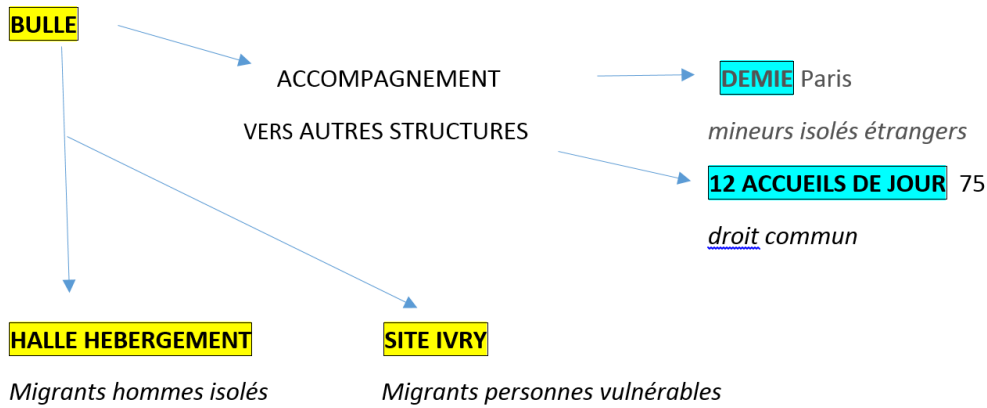 BULLE
ACCOMPAGNEMENT
DEMIE Paris
VERS AUTRES STRUCTURES
mineurs isolés étrangers
12 ACCUEILS DE JOUR 75
droit commun
HALLE HEBERGEMENT
SITE IVRY
Migrants hommes isolés
Migrants personnes vulnérables